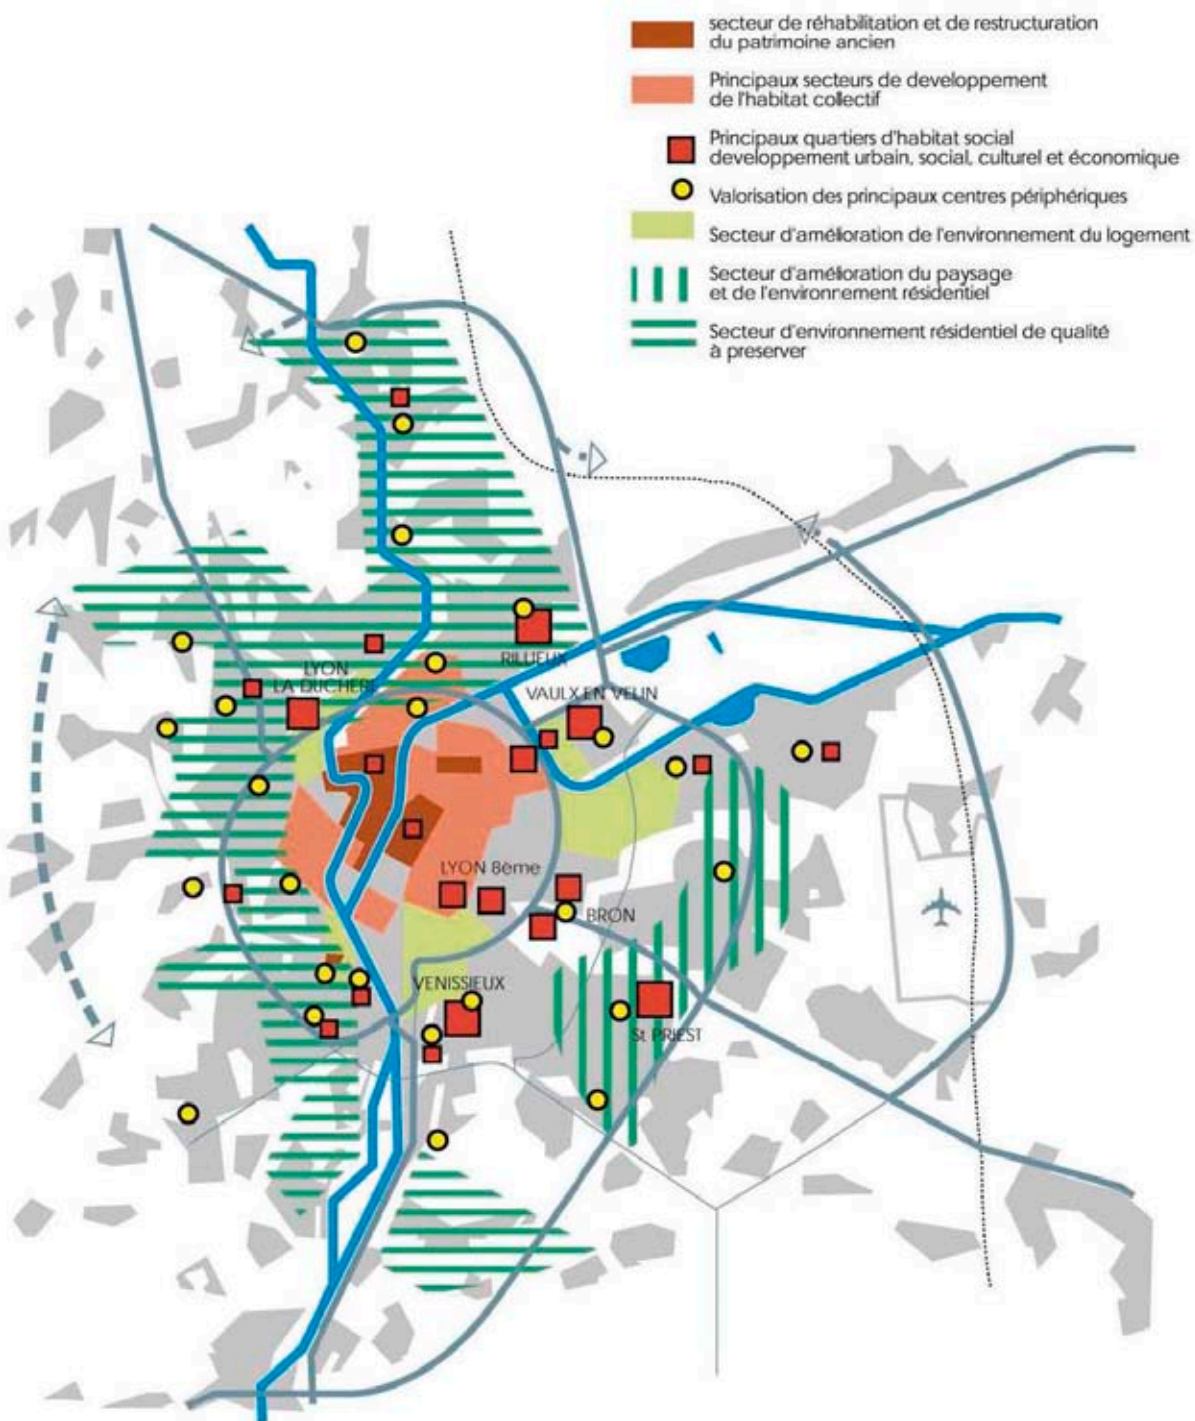 secteur de réhabilitation et de restructuration
du patrimoine ancien
Principaux secteurs de developpement
de l'habitat collectif
Principaux quartiers d'habitat social
developpement urbain, social, culturel et économique
Valorisation des principaux centres périphériques
Secteur d'amélioration de l'environement du logement
Secteur d'amélioration du paysage
et de l'environnement résidentiel
Secteur d'environement résidentiel de qualité
à preserver
RILLIEUX
LYON
LA DUCHERE
VAULX EN VELIN
LYON 8ème
BRON
VENISSIEUX
St PRIEST